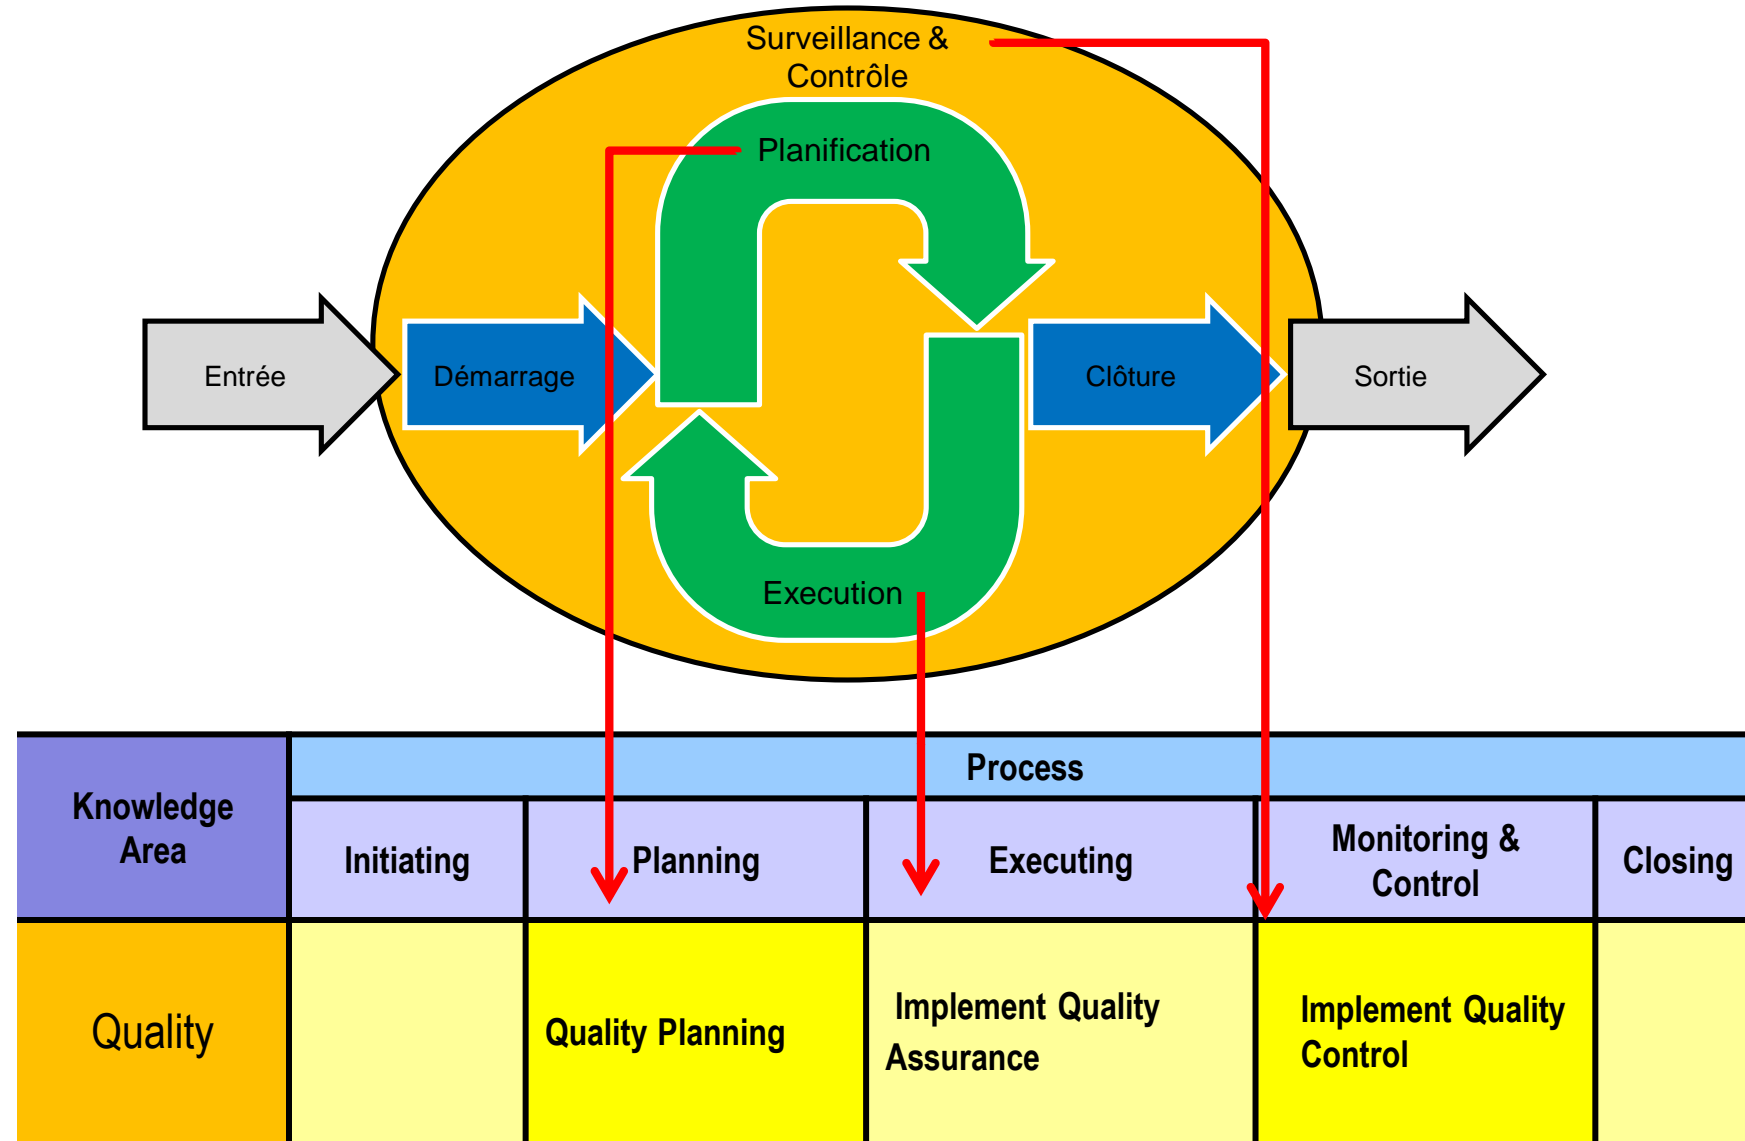 Surveillance &
Contrôle
Planification
Entrée
Démarrage
Clôture
Sortie
Execution
Process
Knowledge
Area
Initiating
Planning
Executing
Monitoring &
Control
Closing
Quality
Quality Planning
Implement Quality
Assurance
Implement Quality
Control